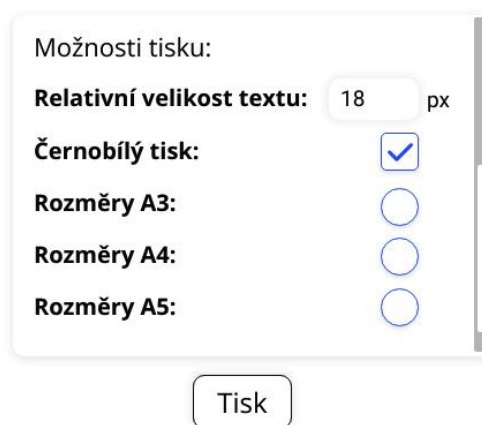 Možnosti tisku:
Relativní velikost textu: 18 px
Černobílý tisk:
Rozměry A3:
Rozměry A4:
Rozměry A5:
Tisk